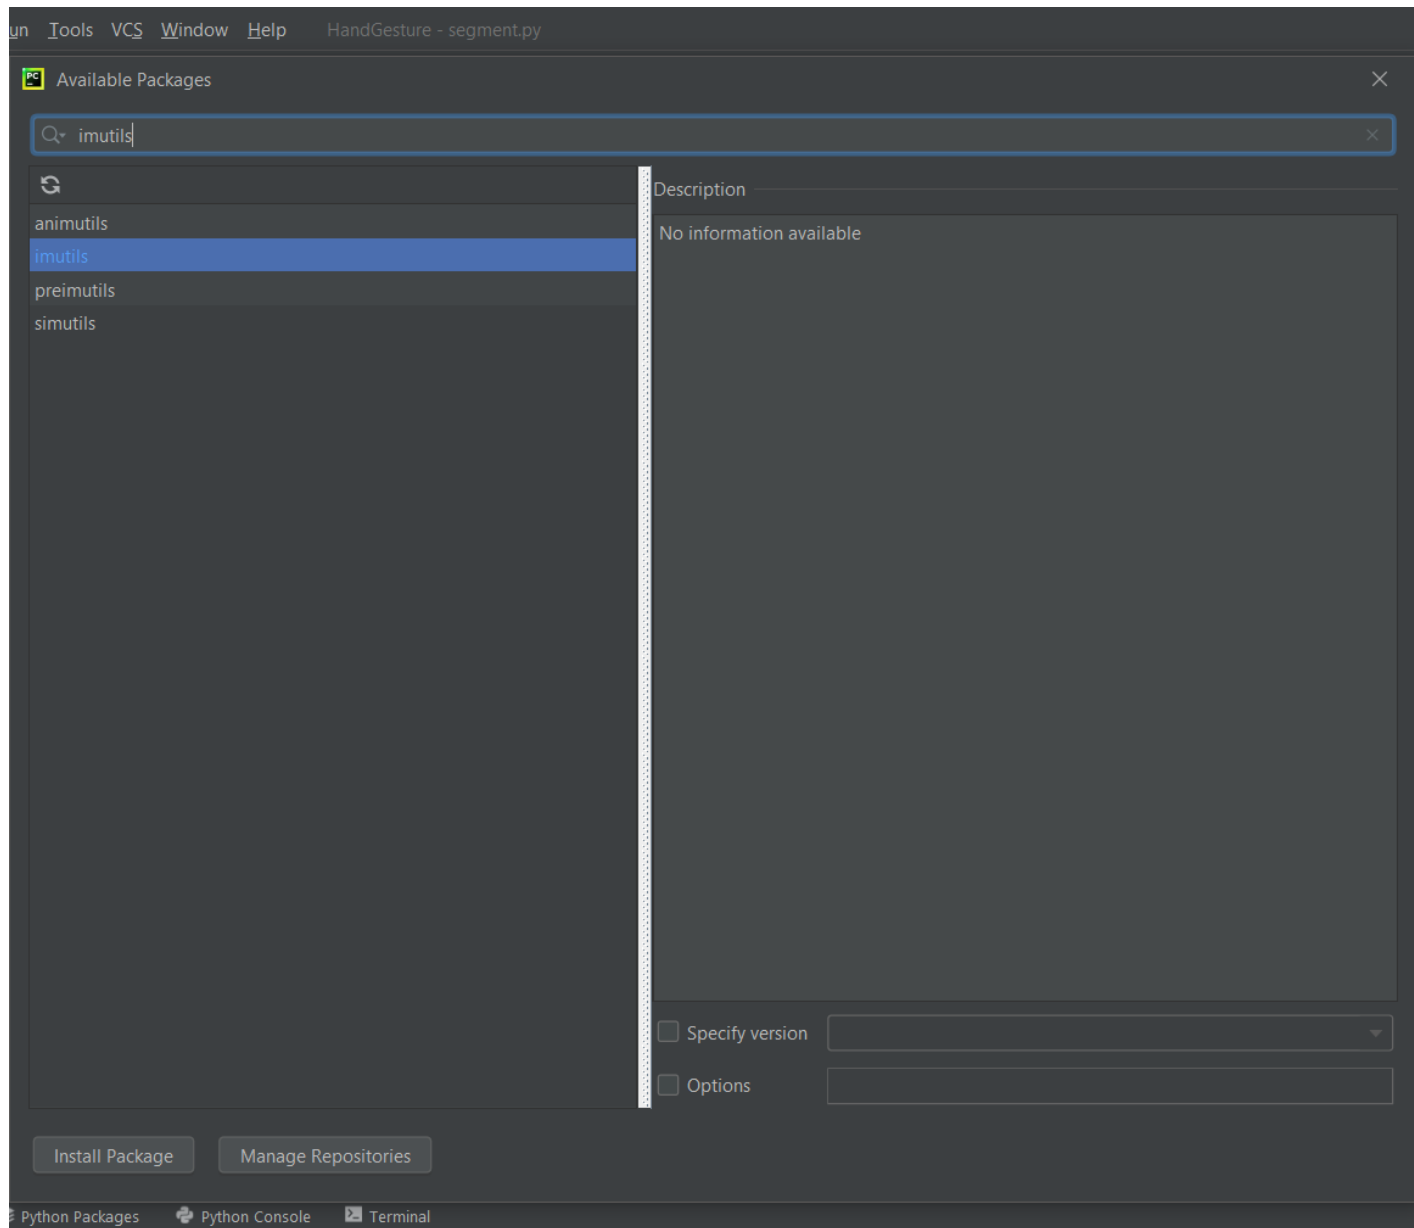 un Tools VCS Window Help HandGesture - segment.py
PC Available Packages
imutils
Description
animutils
No information available
imutils
preimutils
simutils
Specify version
Options
Install Package Manage Repositories
Python Packages Python Console Terminal